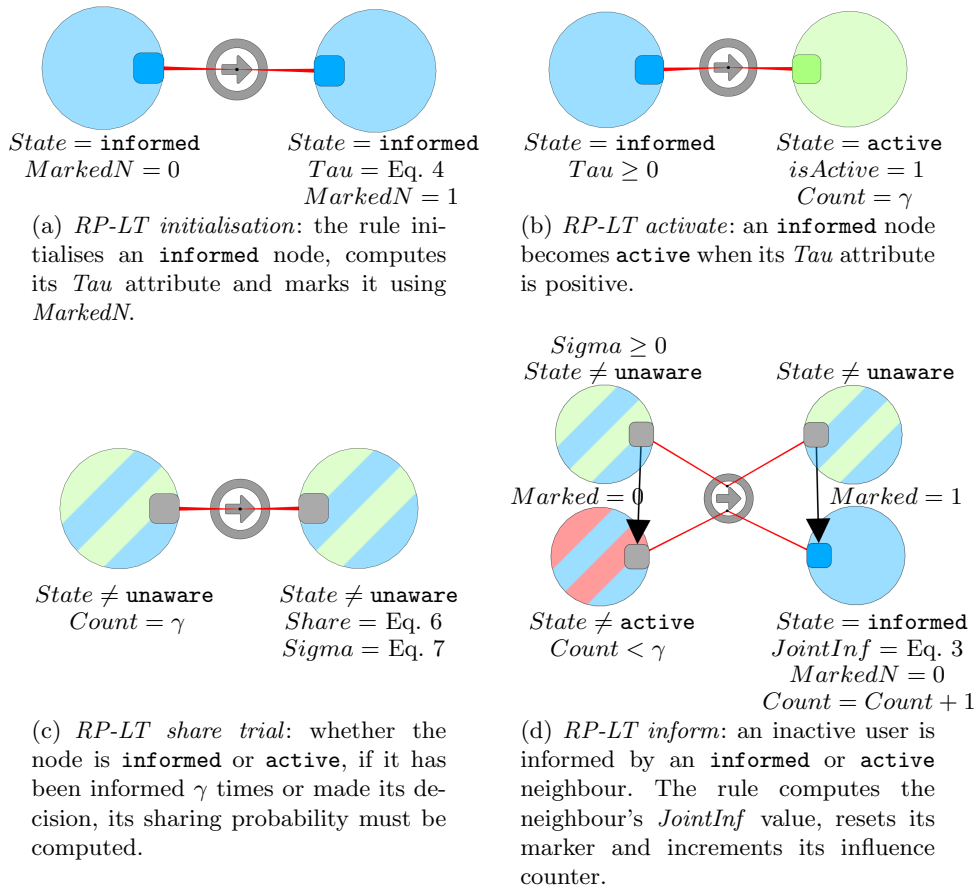 State = informed
MarkedN = 0
State = informed
Tau = Eq. 4
MarkedN = 1
(a) RP-LT initialisation: the rule ini-
tialises an informed node, computes
its Tau attribute and marks it using
MarkedN.
State = informed
Tau ≥ 0
State = active
isActive = 1
Count = γ
(b) RP-LT activate: an informed node
becomes active when its Tau attribute
is positive.
State ≠ unaware
Count = γ
State ≠ unaware
Share = Eq. 6
Sigma = Eq. 7
(c) RP-LT share trial: whether the
node is informed or active, if it has
been informed γ times or made its de-
cision, its sharing probability must be
computed.
Sigma ≥ 0
State ≠ unaware
Marked = 0
State ≠ active
Count < γ
State ≠ unaware
Marked = 1
State = informed
JointInf = Eq. 3
MarkedN = 0
Count = Count + 1
(d) RP-LT inform: an inactive user is
informed by an informed or active
neighbour. The rule computes the
neighbour's JointInf value, resets its
marker and increments its influence
counter.